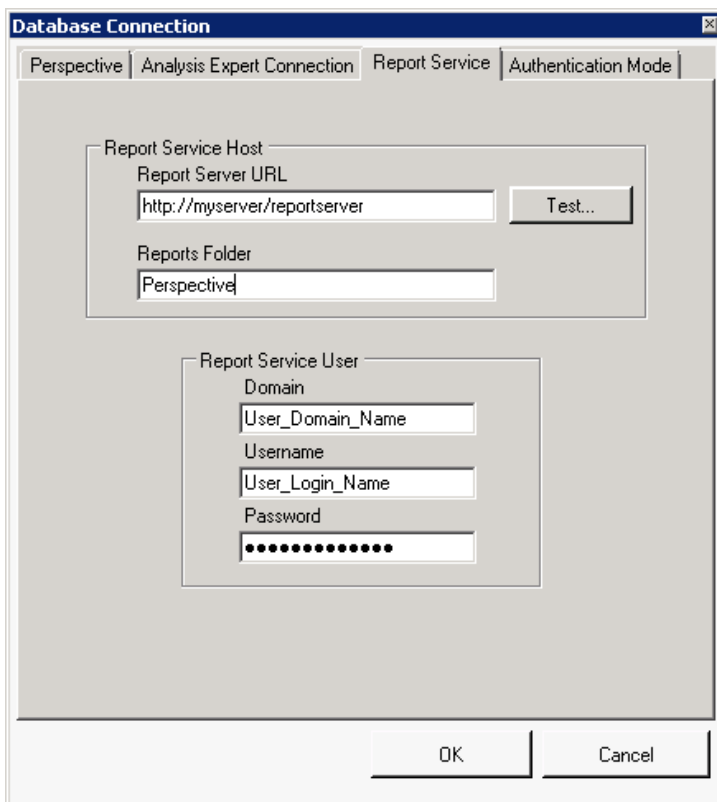 Database Connection
Perspective Analysis Expert Connection Report Service Authentication Mode
Report Service Host
Report Server URL
http://myserver/reportserver Test...
Reports Folder
Perspective
Report Service User
Domain
User_Domain_Name
Username
User_Login_Name
Password
●●●●●●●●●●●●●
OK Cancel